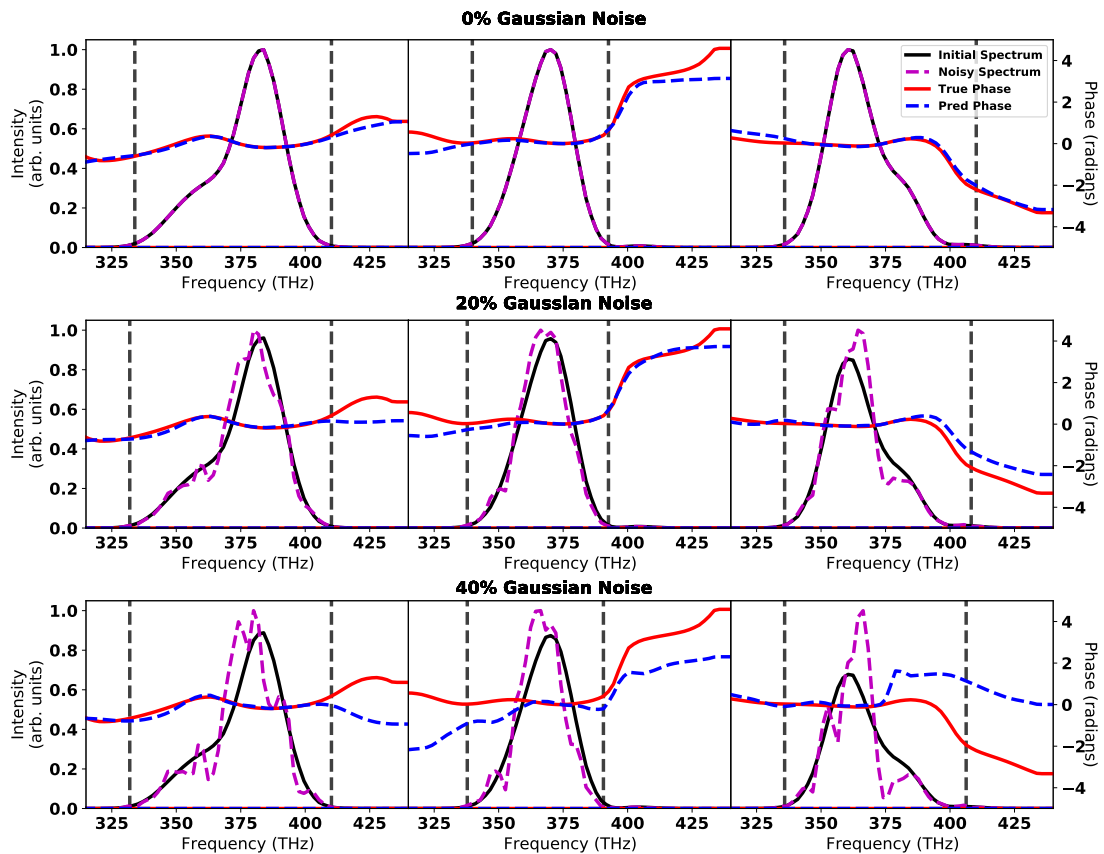 0% Gaussian Noise
1.0
0.8
0.6
0.4
0.2
0.0
Intensity
(arb. units)
Initial Spectrum
Noisy Spectrum
True Phase
Pred Phase
4
2
0
−2
−4
Phase (radians)
325 350 375 400 425 325 350 375 400 425 325 350 375 400 425
Frequency (THz) Frequency (THz) Frequency (THz)
20% Gaussian Noise
1.0
0.8
0.6
0.4
0.2
0.0
Intensity
(arb. units)
4
2
0
−2
−4
Phase (radians)
325 350 375 400 425 325 350 375 400 425 325 350 375 400 425
Frequency (THz) Frequency (THz) Frequency (THz)
40% Gaussian Noise
1.0
0.8
0.6
0.4
0.2
0.0
Intensity
(arb. units)
4
2
0
−2
−4
Phase (radians)
325 350 375 400 425 325 350 375 400 425 325 350 375 400 425
Frequency (THz) Frequency (THz) Frequency (THz)